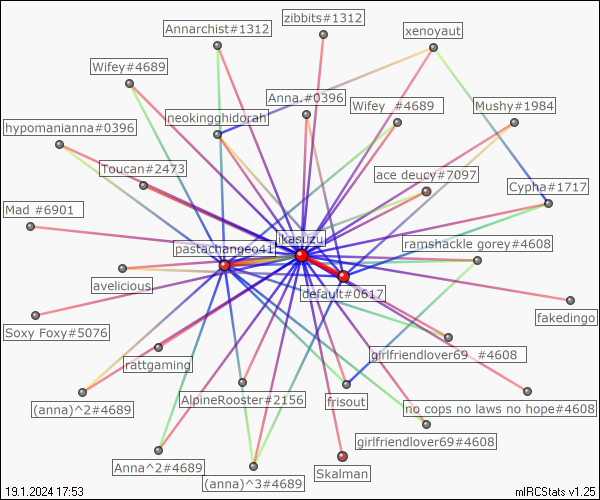 zibbits#1312
Annarchist#1312
xenoyaut
Wifey#4689
Anna.#0396
Wifey_ #4689
Mushy#1984
neokingghidorah
hypomanianna#0396
Toucan#2473
ace deucy#7097
Cypha#1717
Mad #6901
ikasuzu
pastachangeo41
ramshackle gorey#4608
avelicious
default#0617
fakedingo
Soxy Foxy#5076
girlfriendlover69_ #4608
rattgaming
(anna)^2#4689
AlpineRooster#2156
frisout
no cops no laws no hope#4608
girlfriendlover69#4608
Anna^2#4689
Skalman
(anna)^3#4689
19.1.2024 17:53
mIRCStats v1.25